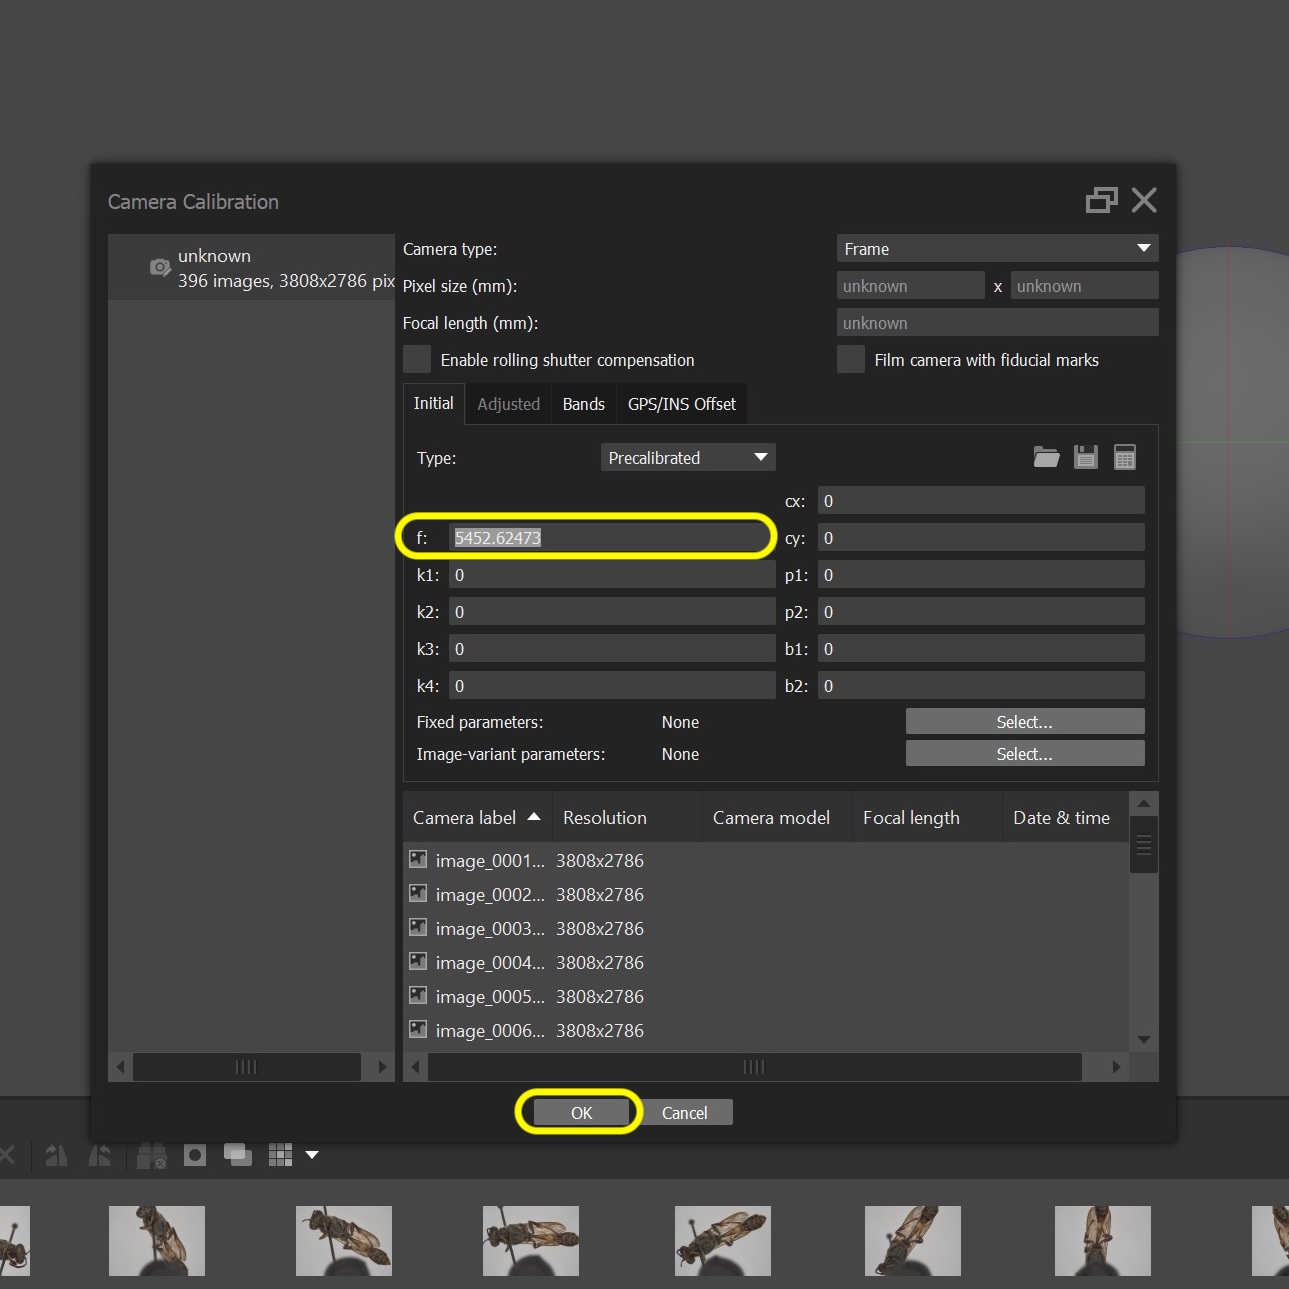 Camera Calibration
unknown
396 images, 3808x2786 pix
Camera type:
Frame
Pixel size (mm):
unknown x unknown
Focal length (mm):
unknown
Enable rolling shutter compensation
Film camera with fiducial marks
Initial Adjusted Bands GPS/INS Offset
Type: Precalibrated
cx: 0
f: 5452.62473 cy: 0
k1: 0 p1: 0
k2: 0 p2: 0
k3: 0 b1: 0
k4: 0 b2: 0
Fixed parameters: None Select...
Image-variant parameters: None Select...
Camera label Resolution Camera model Focal length Date & time
image_0001... 3808x2786
image_0002... 3808x2786
image_0003... 3808x2786
image_0004... 3808x2786
image_0005... 3808x2786
image_0006... 3808x2786
OK Cancel